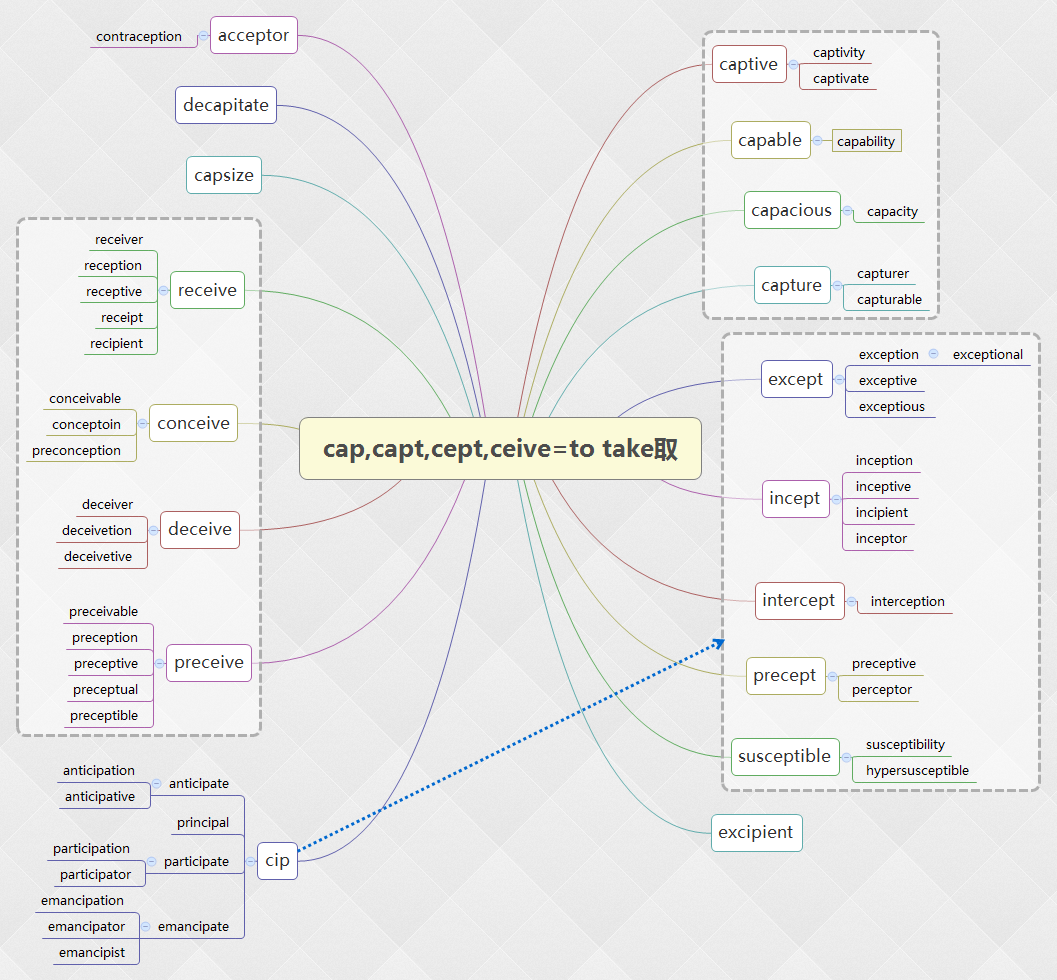 cap,capt,cept,ceive=to take取
captive
captivity
captivate
capable
capability
capacious
capacity
capture
capturer
capturable
except
exception
exceptional
exceptive
exceptious
incept
inception
inceptive
incipient
inceptor
intercept
interception
precept
preceptive
perceptor
susceptible
susceptibility
hypersusceptible
excipient
acceptor
contraception
decapitate
capsize
receive
receiver
reception
receptive
receipt
recipient
conceive
conceivable
conceptoin
preconception
deceive
deceiver
deceivetion
deceivetive
preceive
preceivable
preception
preceptive
preceptual
preceptible
cip
anticipate
anticipation
anticipative
principal
participate
participation
participator
emancipate
emancipation
emancipator
emancipist